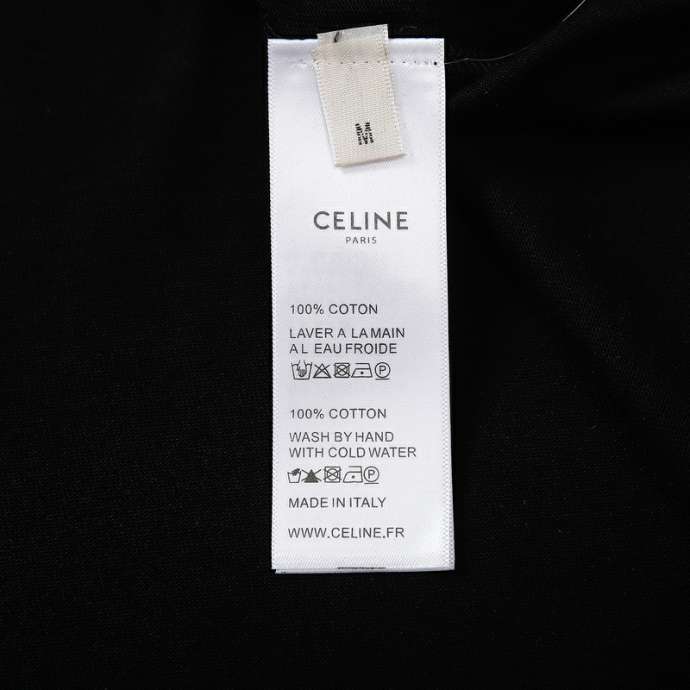 CELINE
PARIS
100% COTON
LAVER A LA MAIN
A L EAU FROIDE
100% COTTON
WASH BY HAND
WITH COLD WATER
MADE IN ITALY
WWW.CELINE.FR